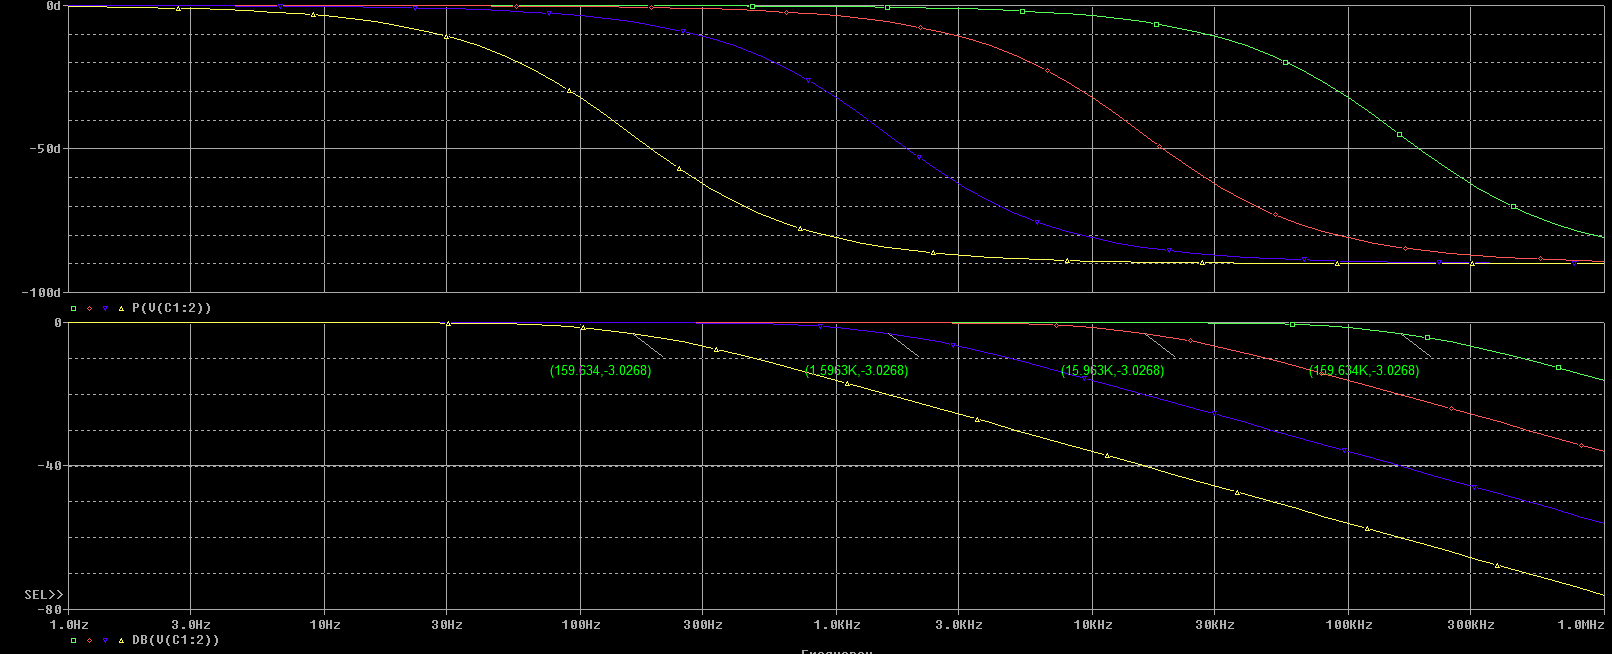 0d
-50d
-100d
P(V(C1:2))
0
(159.634,-3.0268) (1.5963K,-3.0268) (15.963K,-3.0268) (159.634K,-3.0268)
-40
SEL>>
-80
1.0Hz 3.0Hz 10Hz 30Hz 100Hz 300Hz 1.0KHz 3.0KHz 10KHz 30KHz 100KHz 300KHz 1.0MHz
DB(V(C1:2))